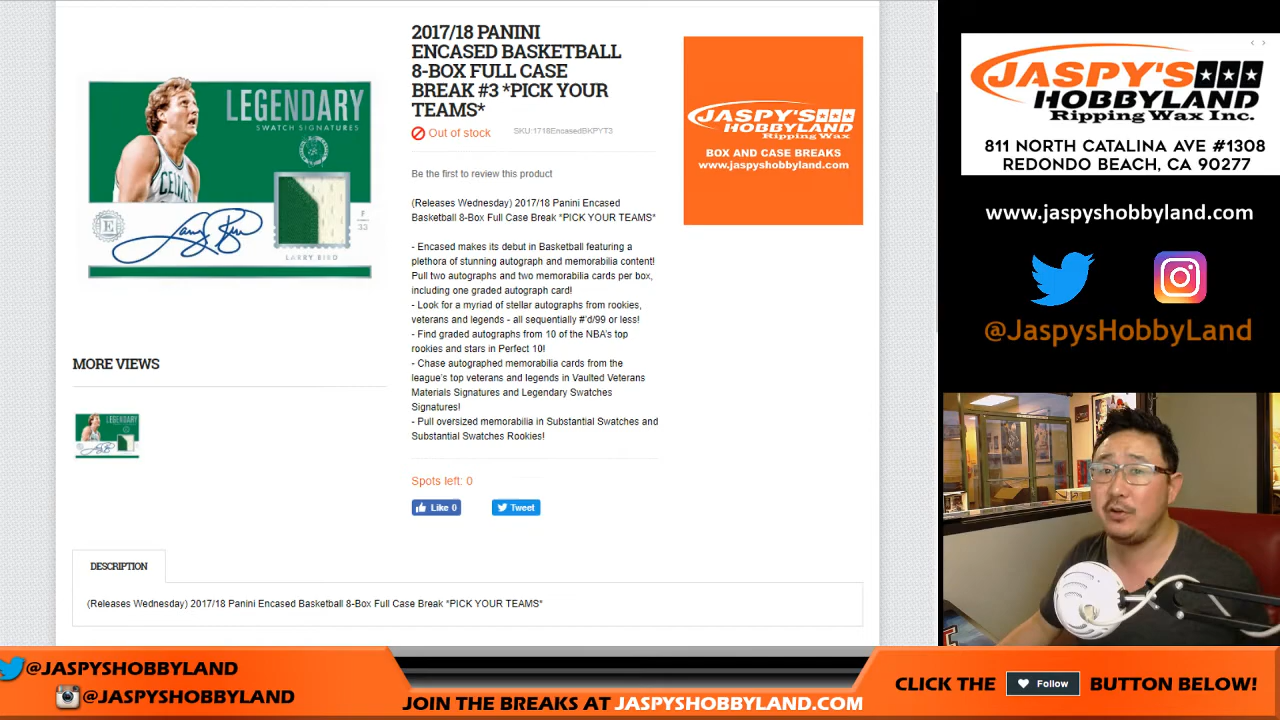 2017/18 PANINI
ENCASED BASKETBALL
8-BOX FULL CASE
BREAK #3 *PICK YOUR
TEAMS*
Out of stock
SKU:1718EncasedBKPYT3
Be the first to review this product
(Releases Wednesday) 2017/18 Panini Encased
Basketball 8-Box Full Case Break *PICK YOUR TEAMS*
- Encased makes its debut in Basketball featuring a
plethora of stunning autograph and memorabilia content!
Pull two autographs and two memorabilia cards per box,
including one graded autograph card!
- Look for a myriad of stellar autographs from rookies,
veterans and legends - all sequentially #'d/99 or less!
- Find graded autographs from 10 of the NBA's top
rookies and stars in Perfect 10!
- Chase autographed memorabilia cards from the
league's top veterans and legends in Vaulted Veterans
Materials Signatures and Legendary Swatches
Signatures!
- Pull oversized memorabilia in Substantial Swatches and
Substantial Swatches Rookies!
Spots left: 0
Like 0
Tweet
LEGENDARY
SWATCH SIGNATURES
CELTICS
E
F
33
Larry Bird
LARRY BIRD
MORE VIEWS
LEGENDARY
DESCRIPTION
(Releases Wednesday) 2017/18 Panini Encased Basketball 8-Box Full Case Break *PICK YOUR TEAMS*
JASPY'S
HOBBYLAND
Ripping Wax Inc.
BOX AND CASE BREAKS
www.jaspyshobbyland.com
JASPY'S
HOBBYLAND
Ripping Wax Inc.
811 NORTH CATALINA AVE #1308
REDONDO BEACH, CA 90277
www.jaspyshobbyland.com
@JaspysHobbyLand
@JASPYSHOBBYLAND
@JASPYSHOBBYLAND
JOIN THE BREAKS AT JASPYSHOBBYLAND.COM
CLICK THE Follow BUTTON BELOW!